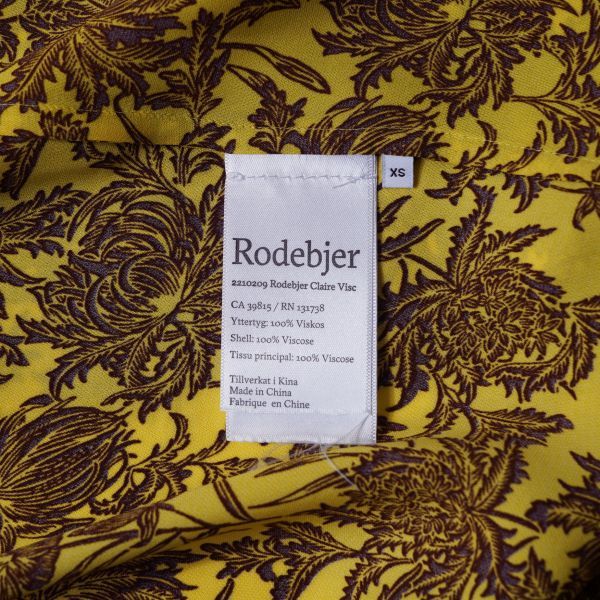 XS
Rodebjer
2210209 Rodebjer Claire Visc
CA 39815 / RN 131738
Yttertyg: 100% Viskos
Shell: 100% Viscose
Tissu principal: 100% Viscose
Tillverkat i Kina
Made in China
Fabrique en Chine